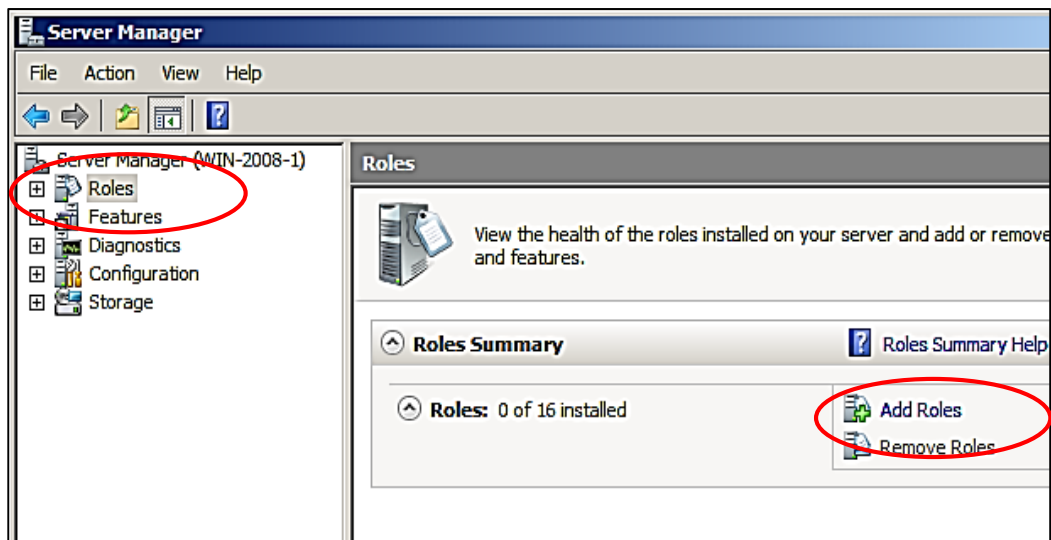 Server Manager
File Action View Help
Server Manager (WIN-2008-1)
Roles
Features
Diagnostics
Configuration
Storage
Roles
View the health of the roles installed on your server and add or remove
and features.
Roles Summary
Roles Summary Help
Roles: 0 of 16 installed
Add Roles
Remove Roles